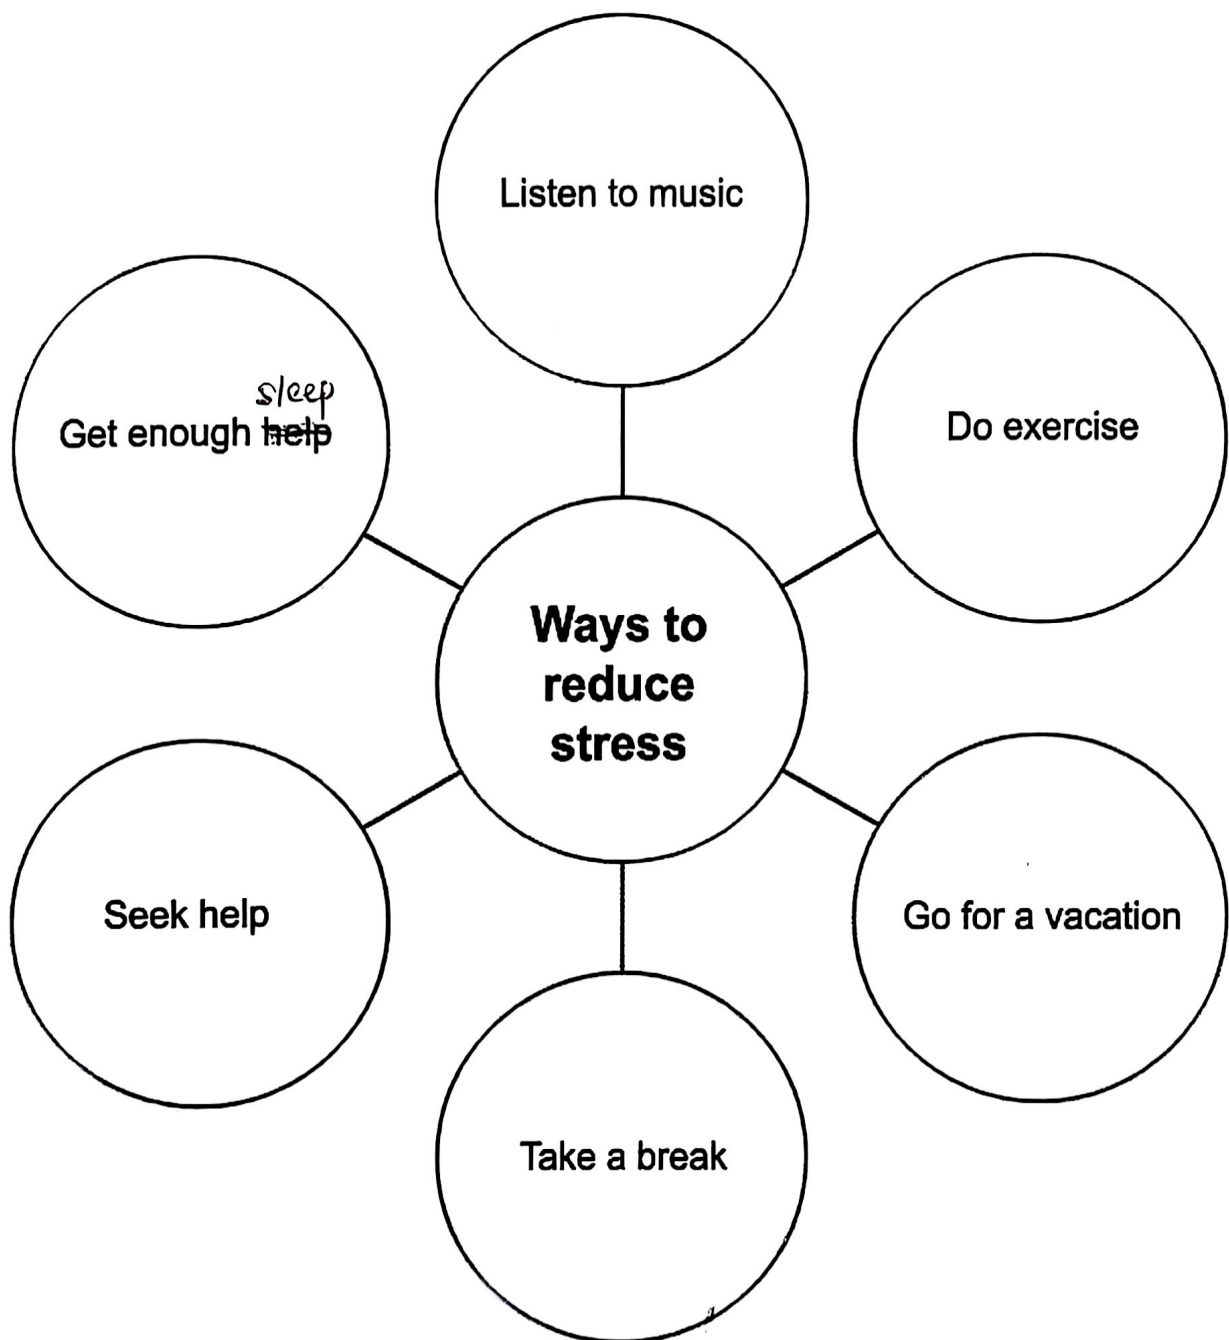 Listen to music
Do exercise
sleep
Get enough help
Ways to
reduce
stress
Seek help
Go for a vacation
Take a break